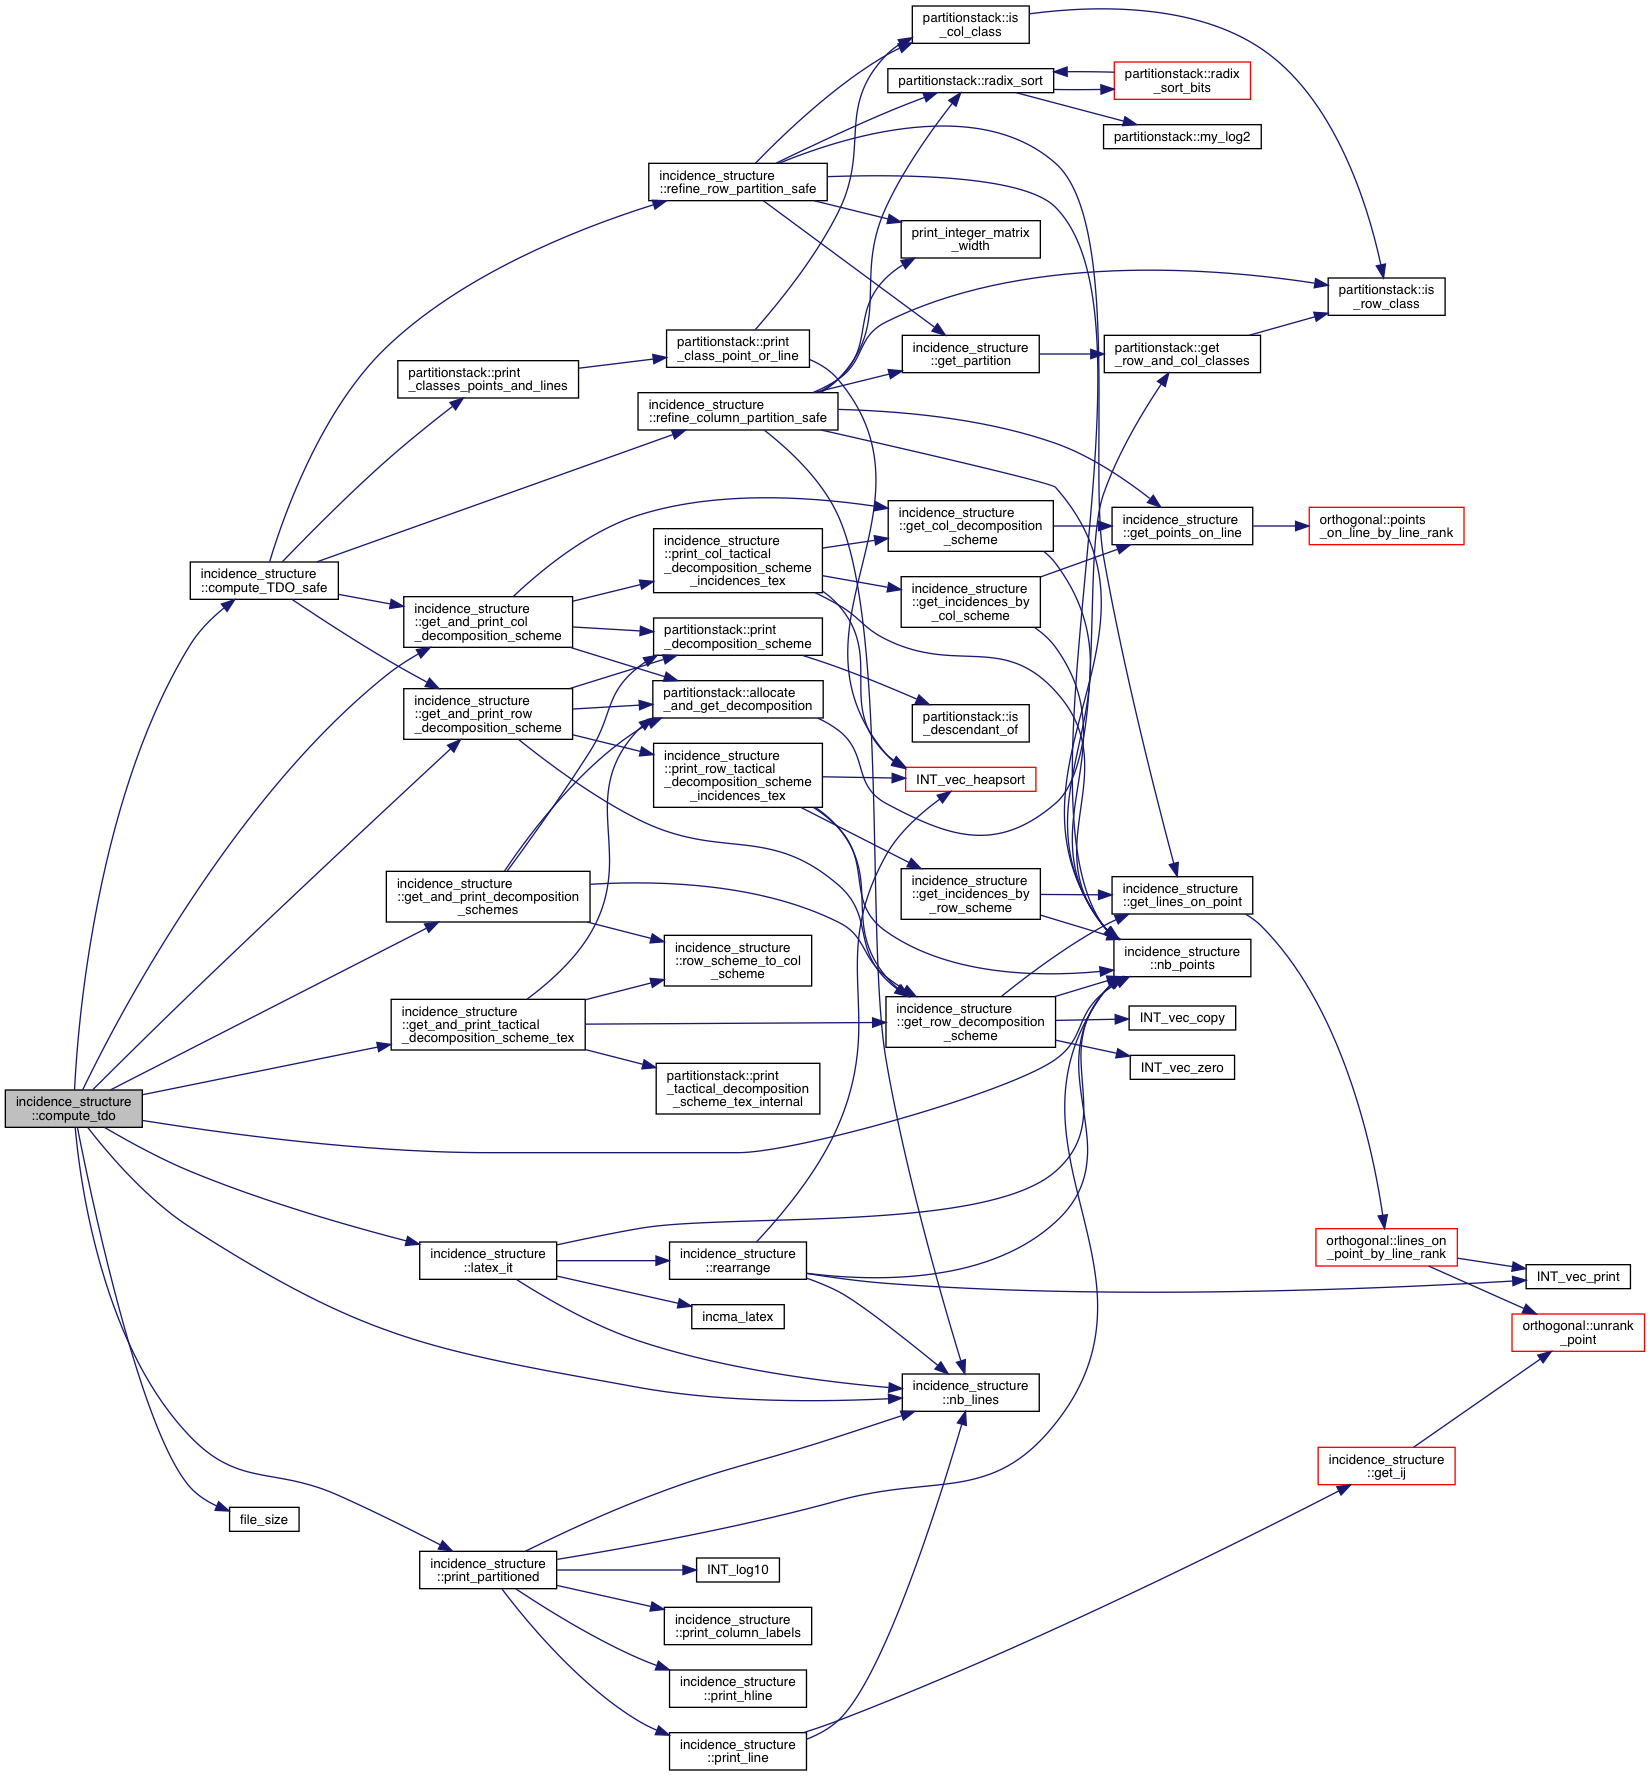 partitionstack::is
_col_class
partitionstack::radix_sort
partitionstack::radix
_sort_bits
partitionstack::my_log2
incidence_structure
::refine_row_partition_safe
print_integer_matrix
_width
partitionstack::is
_row_class
partitionstack::print
_class_point_or_line
incidence_structure
::get_partition
partitionstack::get
_row_and_col_classes
partitionstack::print
_classes_points_and_lines
incidence_structure
::refine_column_partition_safe
incidence_structure
::get_col_decomposition
_scheme
incidence_structure
::get_points_on_line
orthogonal::points
_on_line_by_line_rank
incidence_structure
::print_col_tactical
_decomposition_scheme
_incidences_tex
incidence_structure
::compute_TDO_safe
incidence_structure
::get_incidences_by
_col_scheme
incidence_structure
::get_and_print_col
_decomposition_scheme
partitionstack::print
_decomposition_scheme
partitionstack::allocate
_and_get_decomposition
incidence_structure
::get_and_print_row
_decomposition_scheme
partitionstack::is
_descendant_of
incidence_structure
::print_row_tactical
_decomposition_scheme
_incidences_tex
INT_vec_heapsort
incidence_structure
::get_and_print_decomposition
_schemes
incidence_structure
::get_incidences_by
_row_scheme
incidence_structure
::get_lines_on_point
incidence_structure
::row_scheme_to_col
_scheme
incidence_structure
::nb_points
incidence_structure
::get_and_print_tactical
_decomposition_scheme_tex
incidence_structure
::get_row_decomposition
_scheme
INT_vec_copy
INT_vec_zero
partitionstack::print
_tactical_decomposition
_scheme_tex_internal
incidence_structure
::compute_tdo
incidence_structure
::latex_it
incidence_structure
::rearrange
orthogonal::lines_on
_point_by_line_rank
INT_vec_print
incma_latex
orthogonal::unrank
_point
incidence_structure
::nb_lines
incidence_structure
::get_ij
file_size
incidence_structure
::print_partitioned
INT_log10
incidence_structure
::print_column_labels
incidence_structure
::print_hline
incidence_structure
::print_line